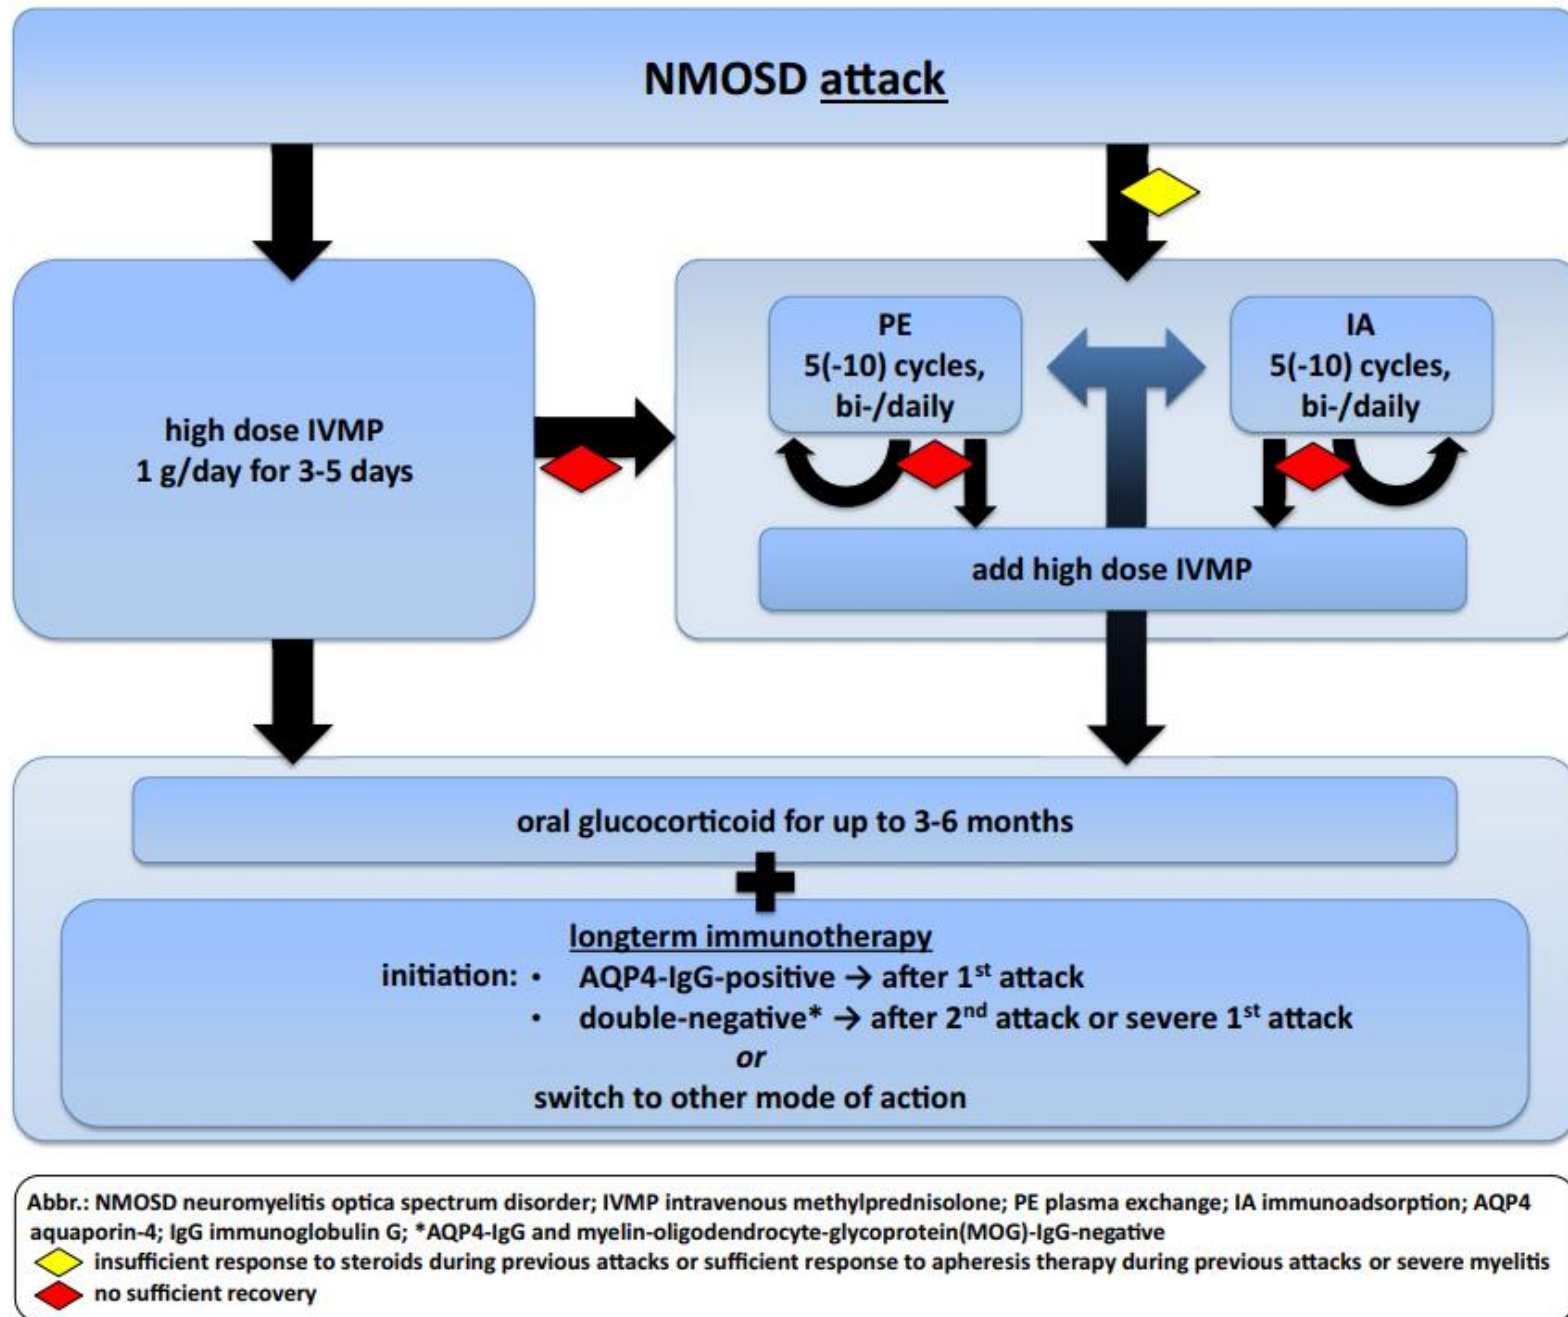 NMOSD attack
high dose IVMP
1 g/day for 3-5 days
PE
5(-10) cycles,
bi-/daily
IA
5(-10) cycles,
bi-/daily
add high dose IVMP
oral glucocorticoid for up to 3-6 months
longterm immunotherapy
initiation: • AQP4-IgG-positive → after 1st attack
• double-negative* → after 2nd attack or severe 1st attack
or
switch to other mode of action
Abbr.: NMOSD neuromyelitis optica spectrum disorder; IVMP intravenous methylprednisolone; PE plasma exchange; IA immunoadsorption; AQP4
aquaporin-4; IgG immunoglobulin G; *AQP4-IgG and myelin-oligodendrocyte-glycoprotein(MOG)-IgG-negative
insufficient response to steroids during previous attacks or sufficient response to apheresis therapy during previous attacks or severe myelitis
no sufficient recovery